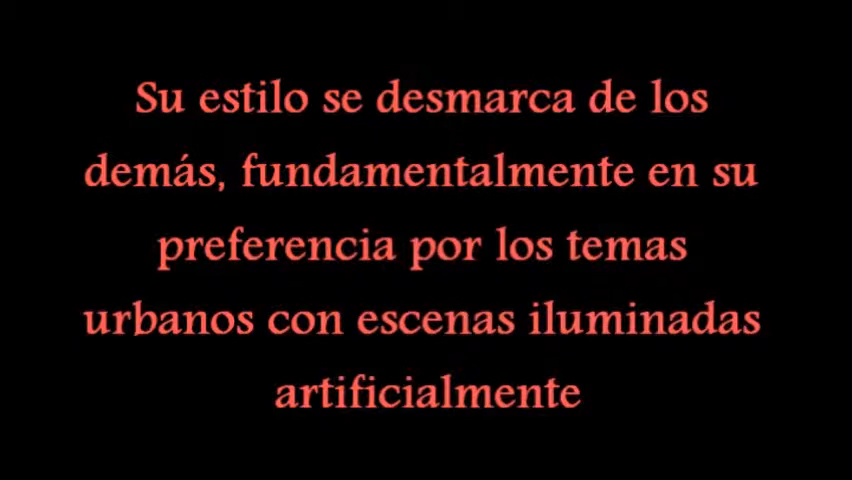 Su estilo se desmarca de los
demás, fundamentalmente en su
preferencia por los temas
urbanos con escenas iluminadas
artificialmente